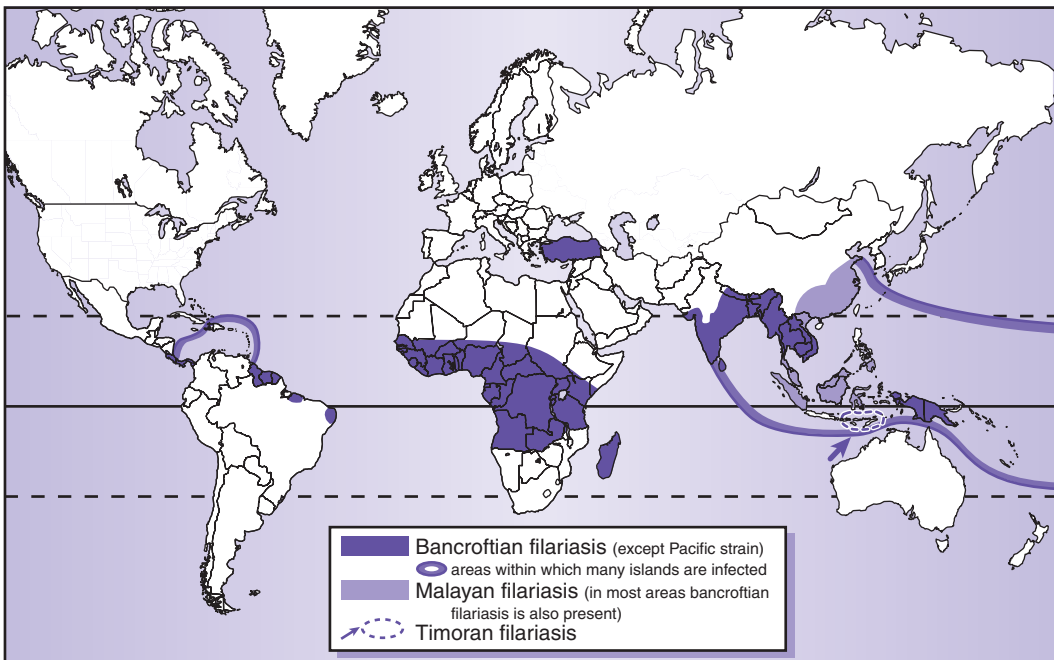 Bancroftian filariasis (except Pacific strain)
areas within which many islands are infected
Malayan filariasis (in most areas bancroftian
filariasis is also present)
Timoran filariasis